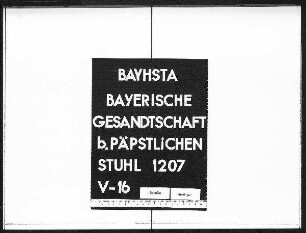 BAYHSTA
BAYERISCHE
GESANDTSCHAFT
b. PÄPSTLICHEN
STUHL 1207
V-16